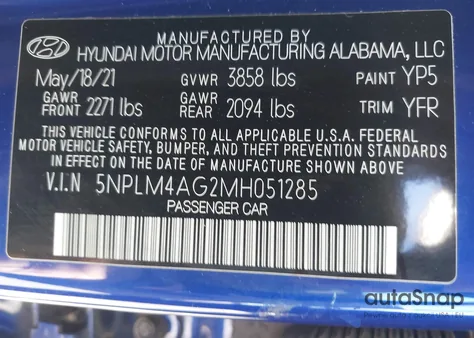 MANUFACTURED BY
HYUNDAI MOTOR MANUFACTURING ALABAMA, LLC
May/18/21 GVWR 3858 lbs PAINT YP5
GAWR FRONT 2271 lbs GAWR REAR 2094 lbs TRIM YFR
THIS VEHICLE CONFORMS TO ALL APPLICABLE U.S.A. FEDERAL
MOTOR VEHICLE SAFETY, BUMPER, AND THEFT PREVENTION STANDARDS
IN EFFECT ON THE DATE OF MANUFACTURE SHOWN ABOVE
V.I.N 5NPLM4AG2MH051285
PASSENGER CAR
autoSnap